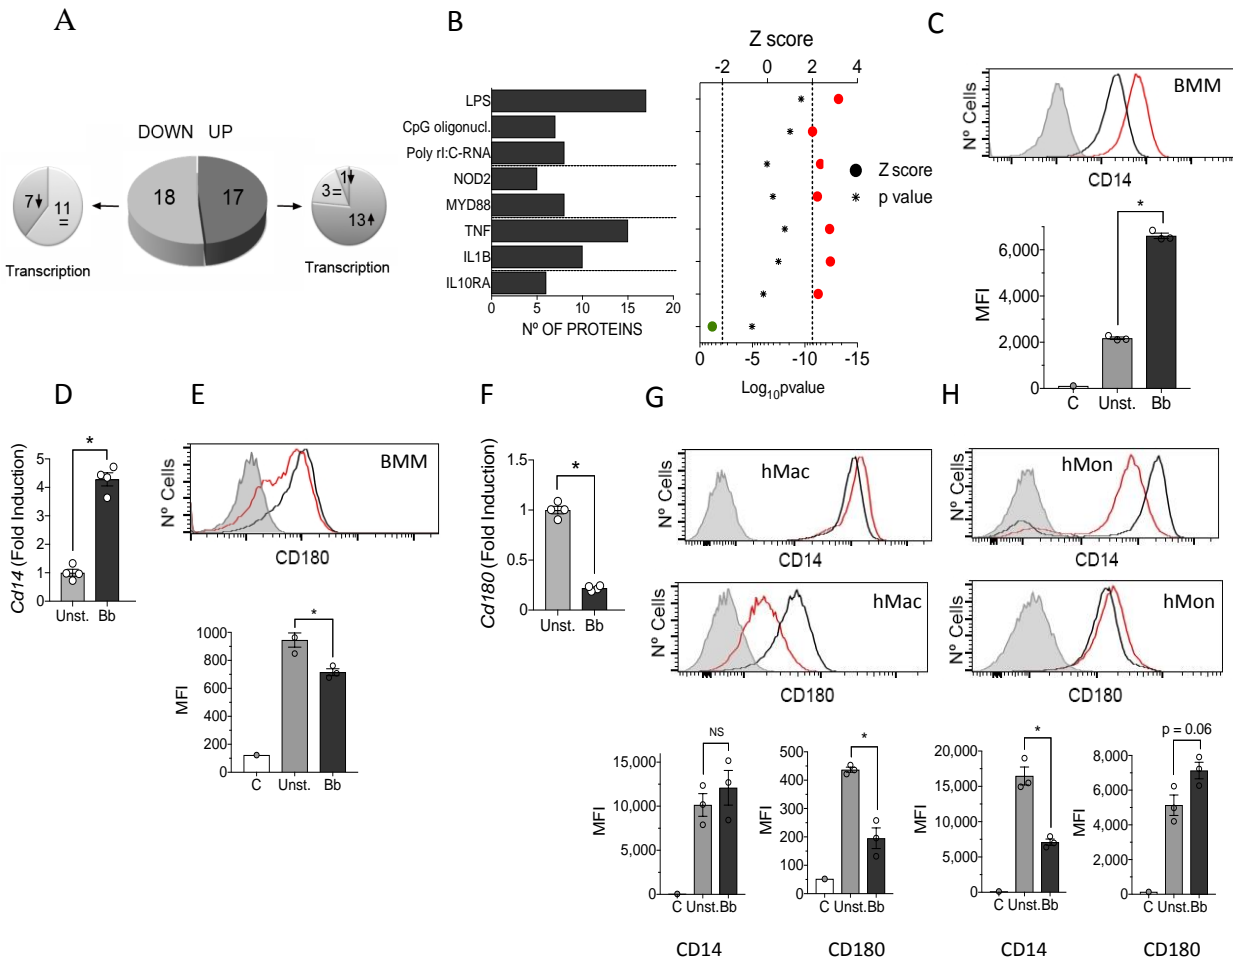 A
DOWN UP
18 17
7↓ 11 =
3 = 1↓ 13↑
Transcription
Transcription
B
LPS
CpG oligonucl.
Poly rI:C-RNA
NOD2
MYD88
TNF
IL1B
IL10RA
0 5 10 15 20
Nº OF PROTEINS
Z score
-2 0 2 4
Z score
* p value
0 -5 -10 -15
Log10pvalue
C
Nº Cells
BMM
CD14
*
MFI
6,000
4,000
2,000
0
C Unst. Bb
D
*
Cd14 (Fold Induction)
5
4
3
2
1
0
Unst. Bb
E
Nº Cells
BMM
CD180
*
MFI
1000
800
600
400
200
0
C Unst. Bb
F
*
Cd180 (Fold Induction)
1.5
1
0.5
0
Unst. Bb
G
Nº Cells
hMac
CD14
Nº Cells
hMac
CD180
NS
MFI
15,000
10,000
5,000
0
C Unst. Bb
CD14
*
MFI
500
400
300
200
100
0
C Unst. Bb
CD180
H
Nº Cells
hMon
CD14
Nº Cells
hMon
CD180
*
MFI
20,000
15,000
10,000
5,000
0
C Unst. Bb
CD14
p = 0.06
MFI
8,000
6,000
4,000
2,000
0
C Unst. Bb
CD180